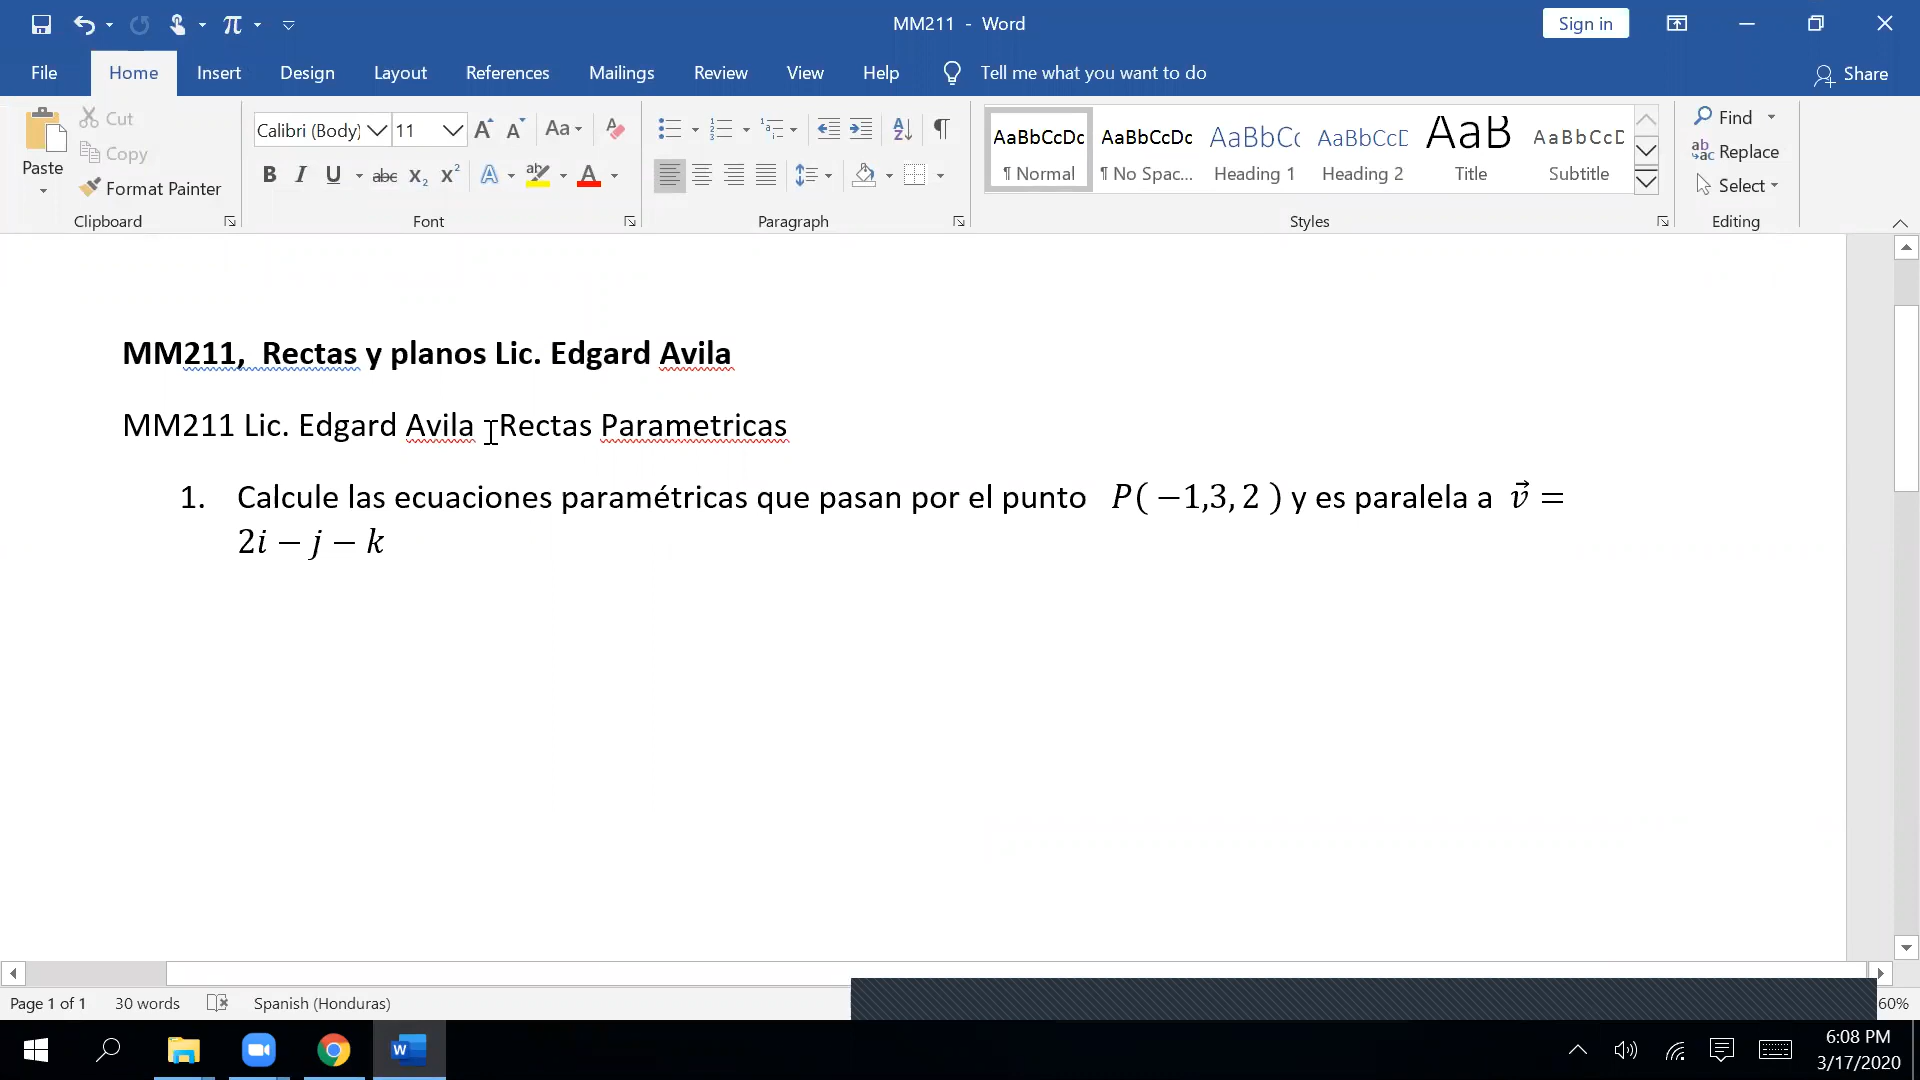 MM211 - Word
Sign in
File Home Insert Design Layout References Mailings Review View Help Tell me what you want to do Share
Paste
Cut
Copy
Format Painter
Clipboard
Calibri (Body) 11
Font
Paragraph
AaBbCcDc AaBbCcDc AaBbCc AaBbCcD AaB AaBbCcD
¶ Normal ¶ No Spac... Heading 1 Heading 2 Title Subtitle
Styles
Find
Replace
Select
Editing
MM211, Rectas y planos Lic. Edgard Avila
MM211 Lic. Edgard Avila Rectas Parametricas
1. Calcule las ecuaciones paramétricas que pasan por el punto P( −1,3, 2 ) y es paralela a v⃗ =
2i − j − k
Page 1 of 1 30 words Spanish (Honduras) 60%
6:08 PM
3/17/2020